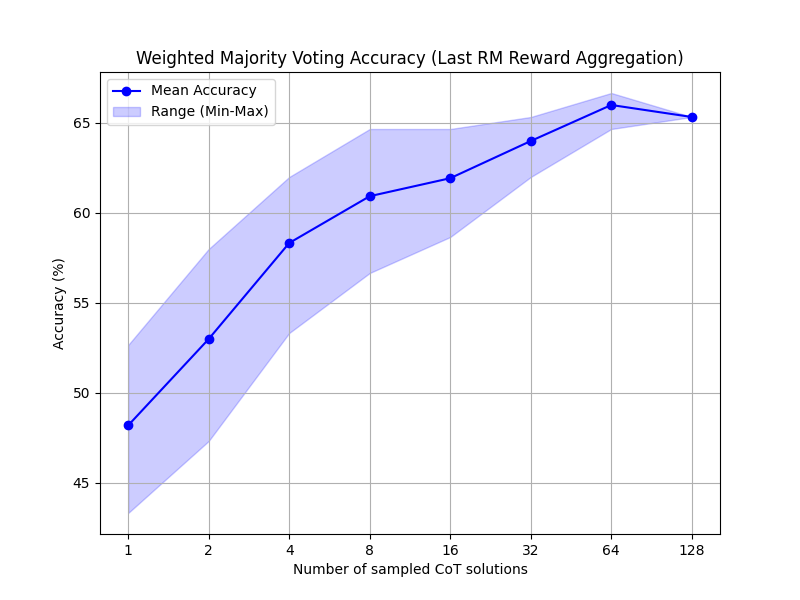 Weighted Majority Voting Accuracy (Last RM Reward Aggregation)
Mean Accuracy
Range (Min-Max)
Accuracy (%)
65
60
55
50
45
1 2 4 8 16 32 64 128
Number of sampled CoT solutions